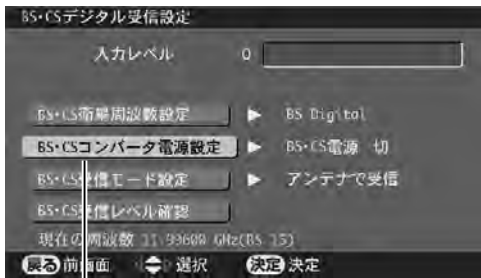 BS・CSデジタル受信設定
入力レベル 0
BS・CS衛星周波数設定 ▶ BS Digital
BS・CSコンバータ電源設定 ▶ BS・CS電源 切
BS・CS受信モード設定 ▶ アンテナで受信
BS・CS受信レベル確認
現在の周波数 11.99600 GHz(BS 15)
戻る 前画面 選択 決定 決定